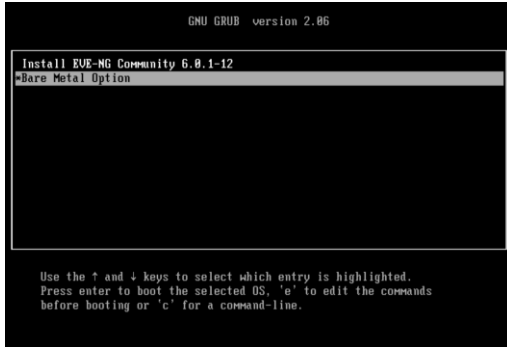 GNU GRUB version 2.06
Install EVE-NG Community 6.0.1-12
*Bare Metal Option
Use the ↑ and ↓ keys to select which entry is highlighted.
Press enter to boot the selected OS, 'e' to edit the commands
before booting or 'c' for a command-line.